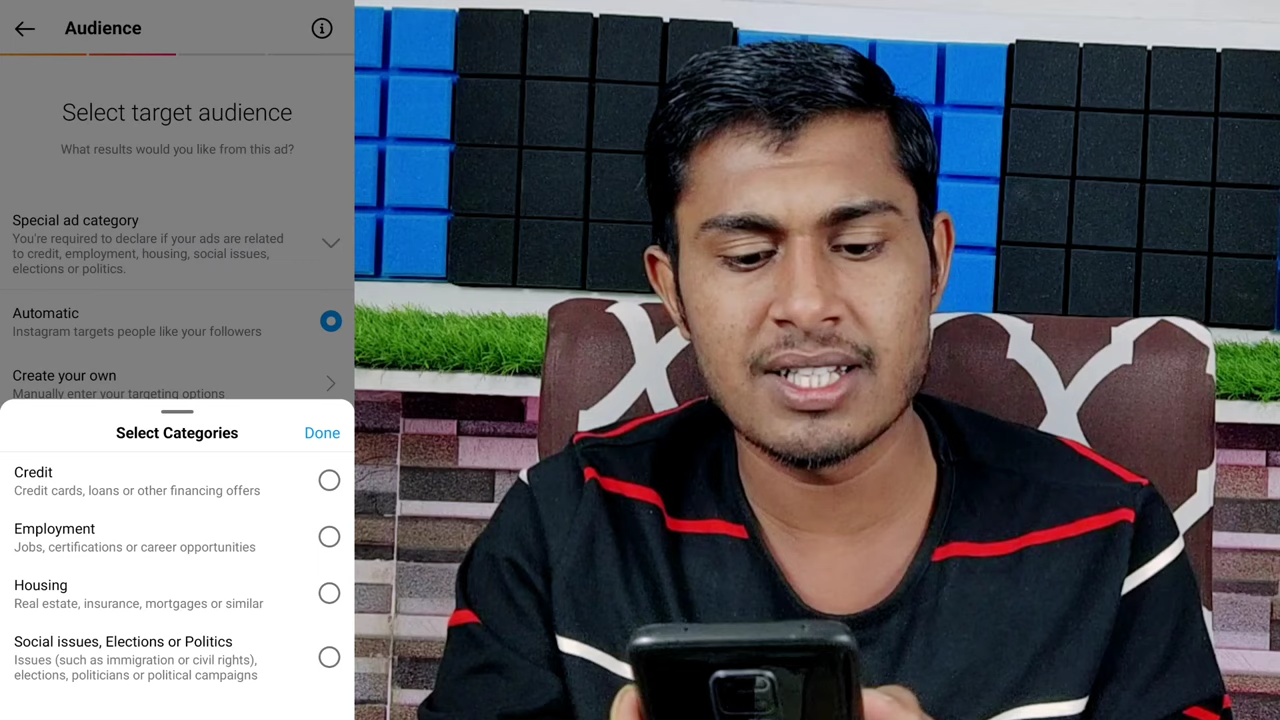 Audience
Select target audience
What results would you like from this ad?
Special ad category
You're required to declare if your ads are related
to credit, employment, housing, social issues,
elections or politics.
Automatic
Instagram targets people like your followers
Create your own
Manually enter your targeting options
Select Categories
Done
Credit
Credit cards, loans or other financing offers
Employment
Jobs, certifications or career opportunities
Housing
Real estate, insurance, mortgages or similar
Social issues, Elections or Politics
Issues (such as immigration or civil rights),
elections, politicians or political campaigns